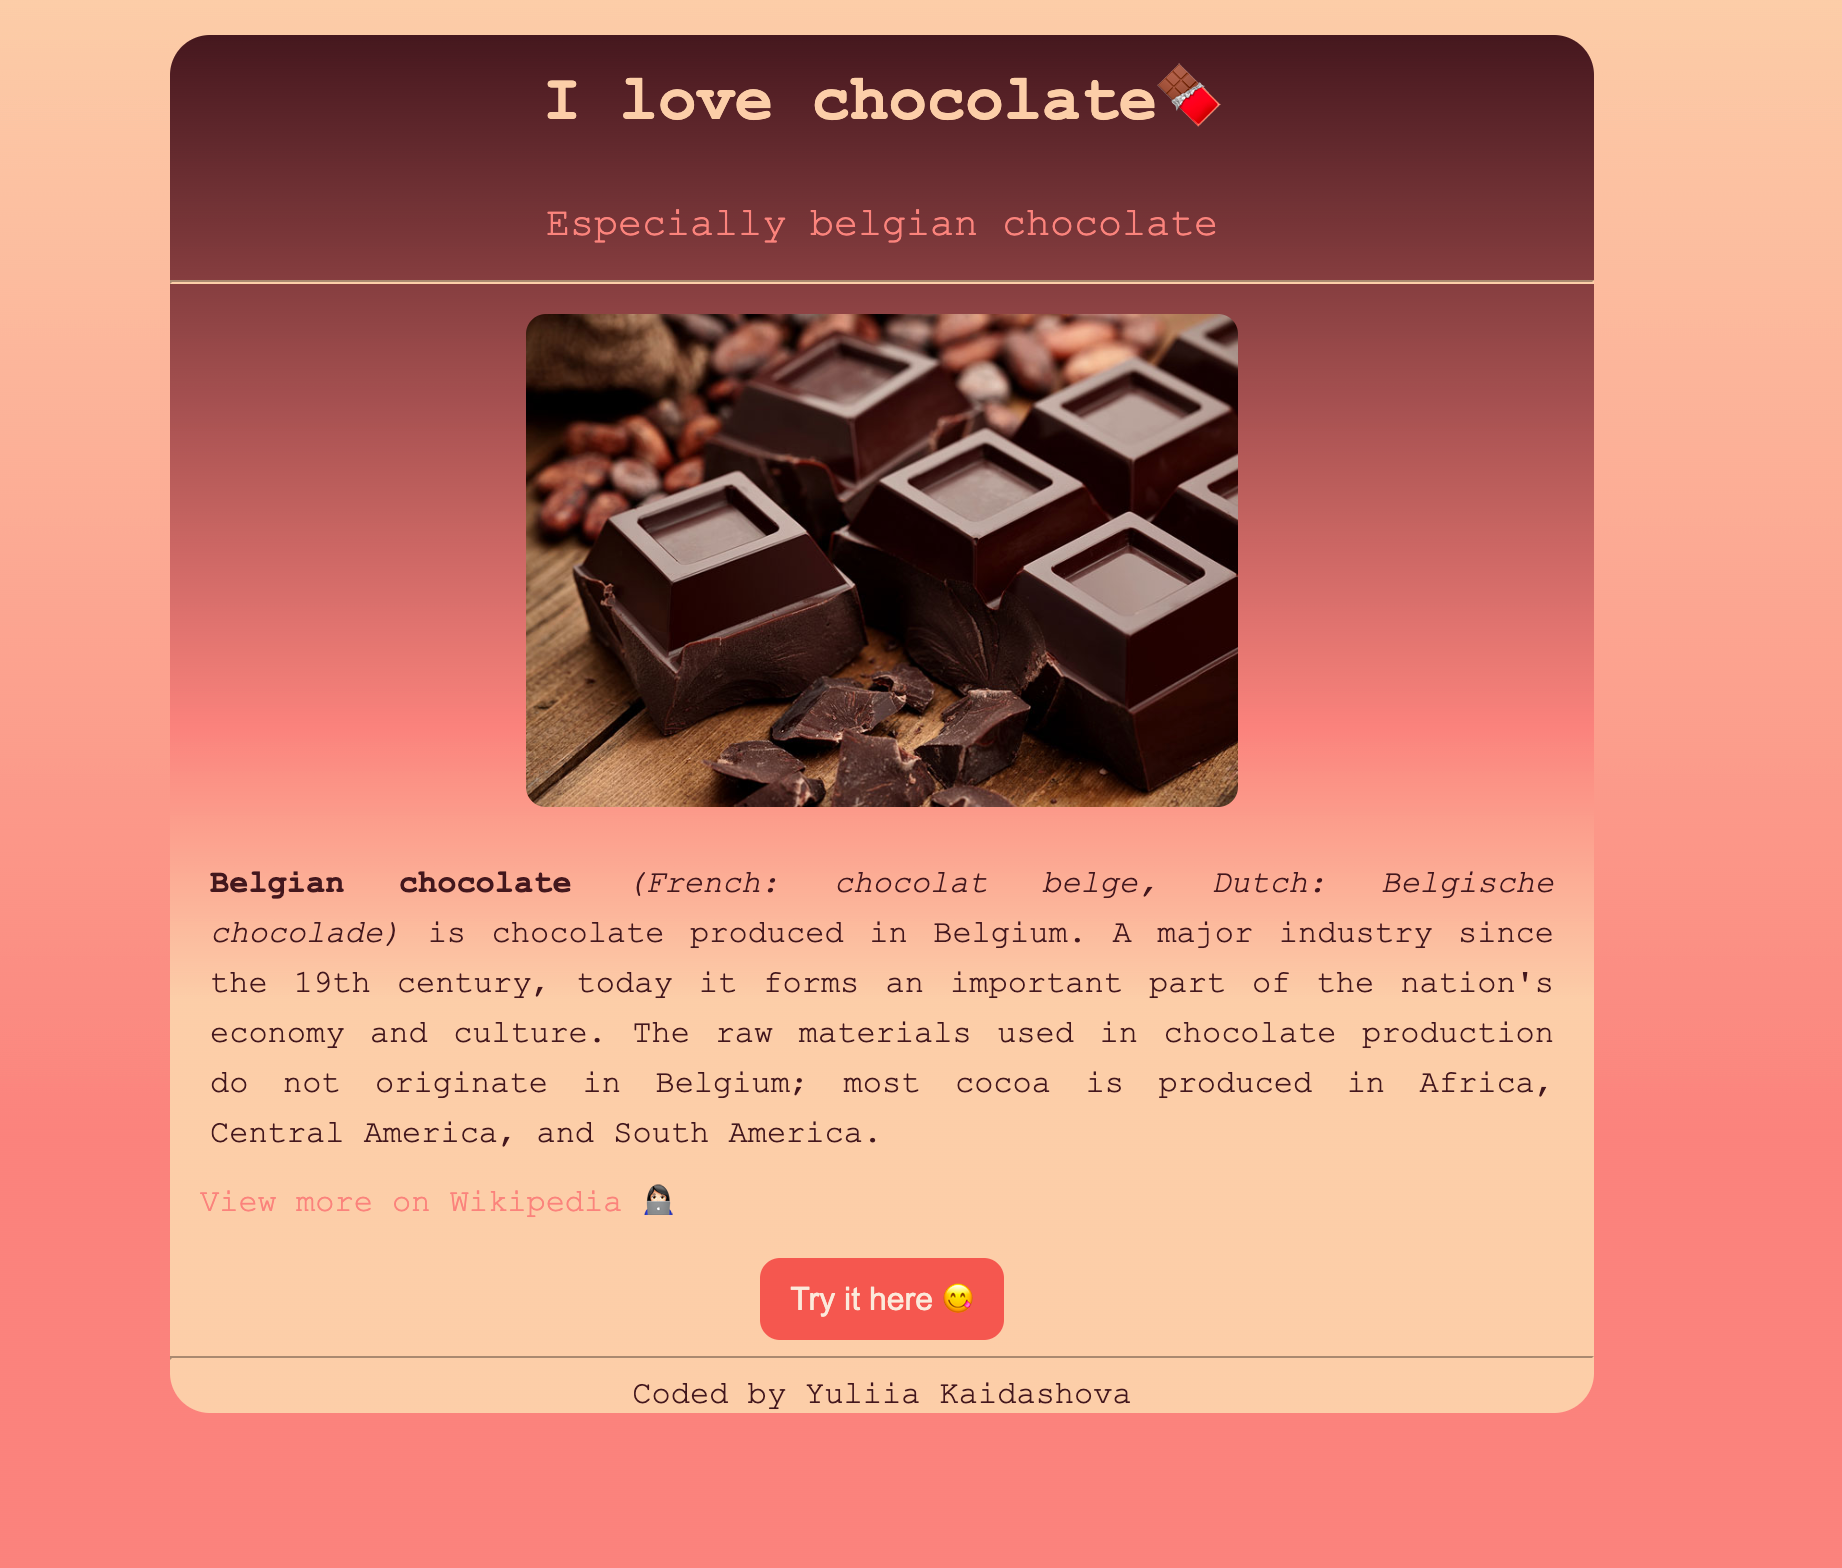 I love chocolate🍫
Especially belgian chocolate
Belgian chocolate (French: chocolat belge, Dutch: Belgische
chocolade) is chocolate produced in Belgium. A major industry since
the 19th century, today it forms an important part of the nation's
economy and culture. The raw materials used in chocolate production
do not originate in Belgium; most cocoa is produced in Africa,
Central America, and South America.
View more on Wikipedia 👩🏻‍💻
Try it here 😋
Coded by Yuliia Kaidashova